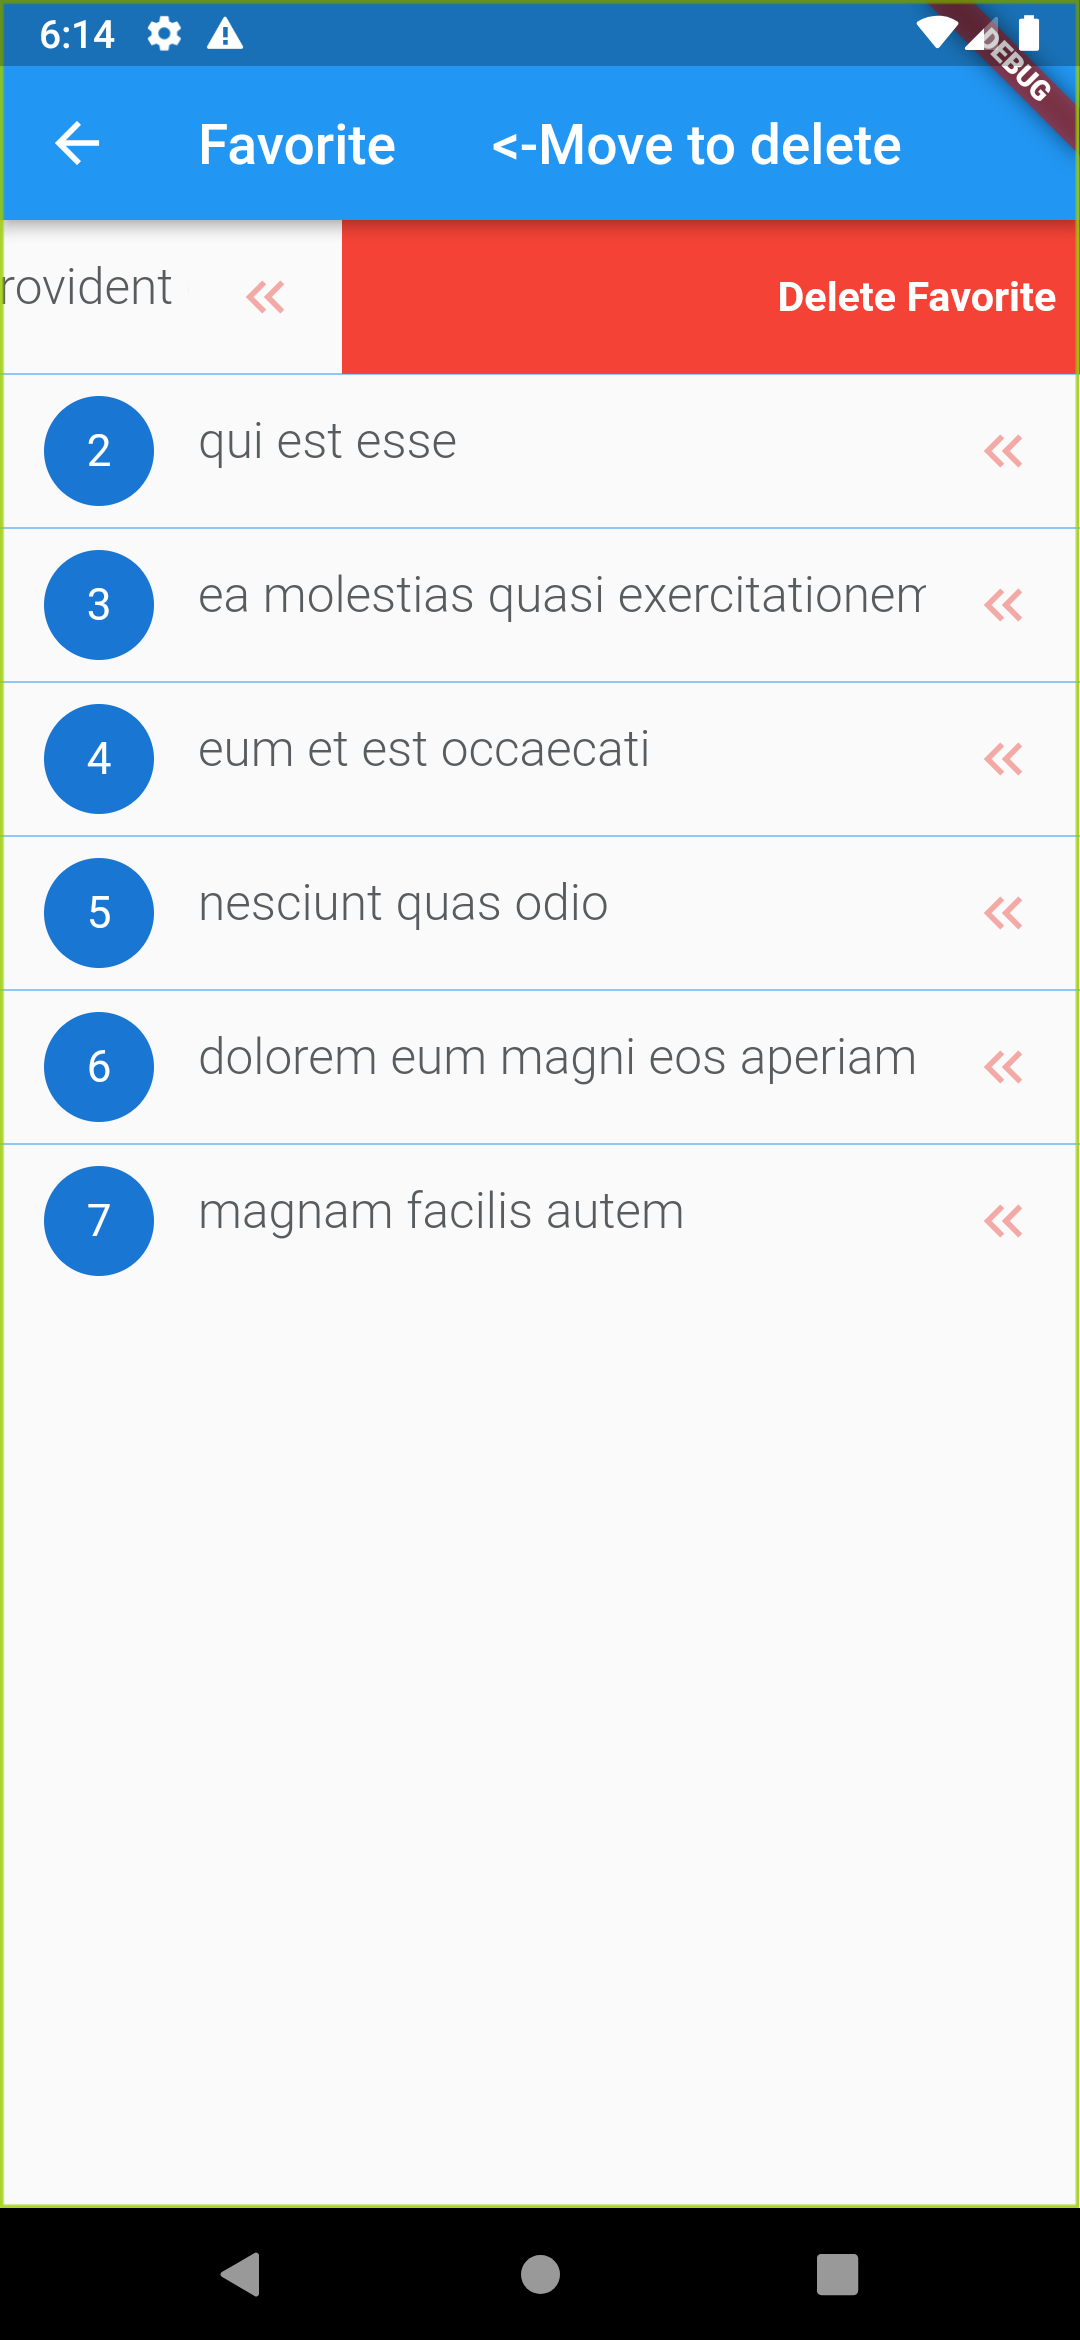 6:14
DEBUG
Favorite <-Move to delete
rovident
Delete Favorite
2 qui est esse
3 ea molestias quasi exercitationem
4 eum et est occaecati
5 nesciunt quas odio
6 dolorem eum magni eos aperiam
7 magnam facilis autem